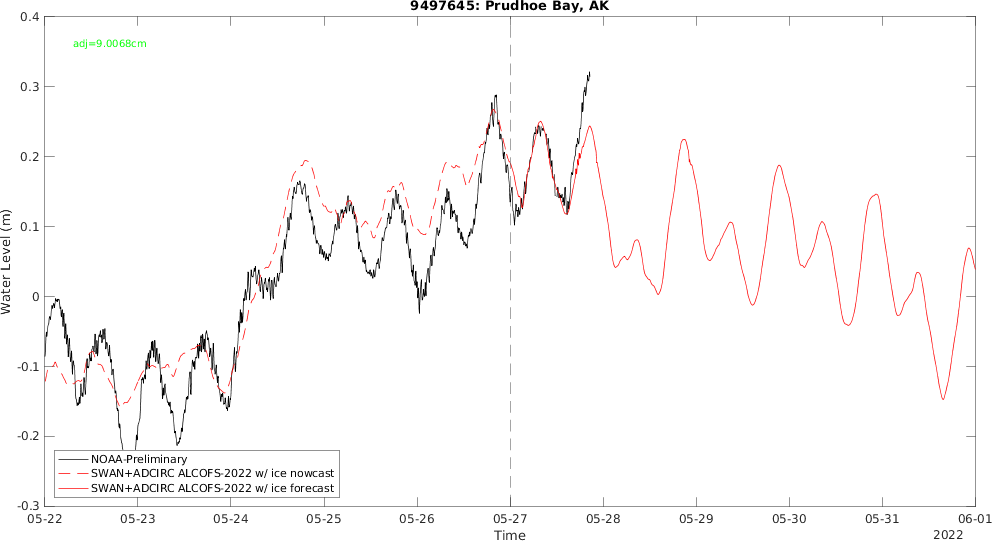 9497645: Prudhoe Bay, AK
adj=9.0068cm
0.4
0.3
0.2
0.1
0
-0.1
-0.2
-0.3
Water Level (m)
NOAA-Preliminary
SWAN+ADCIRC ALCOFS-2022 w/ ice nowcast
SWAN+ADCIRC ALCOFS-2022 w/ ice forecast
05-22 05-23 05-24 05-25 05-26 05-27 05-28 05-29 05-30 05-31 06-01
Time
2022